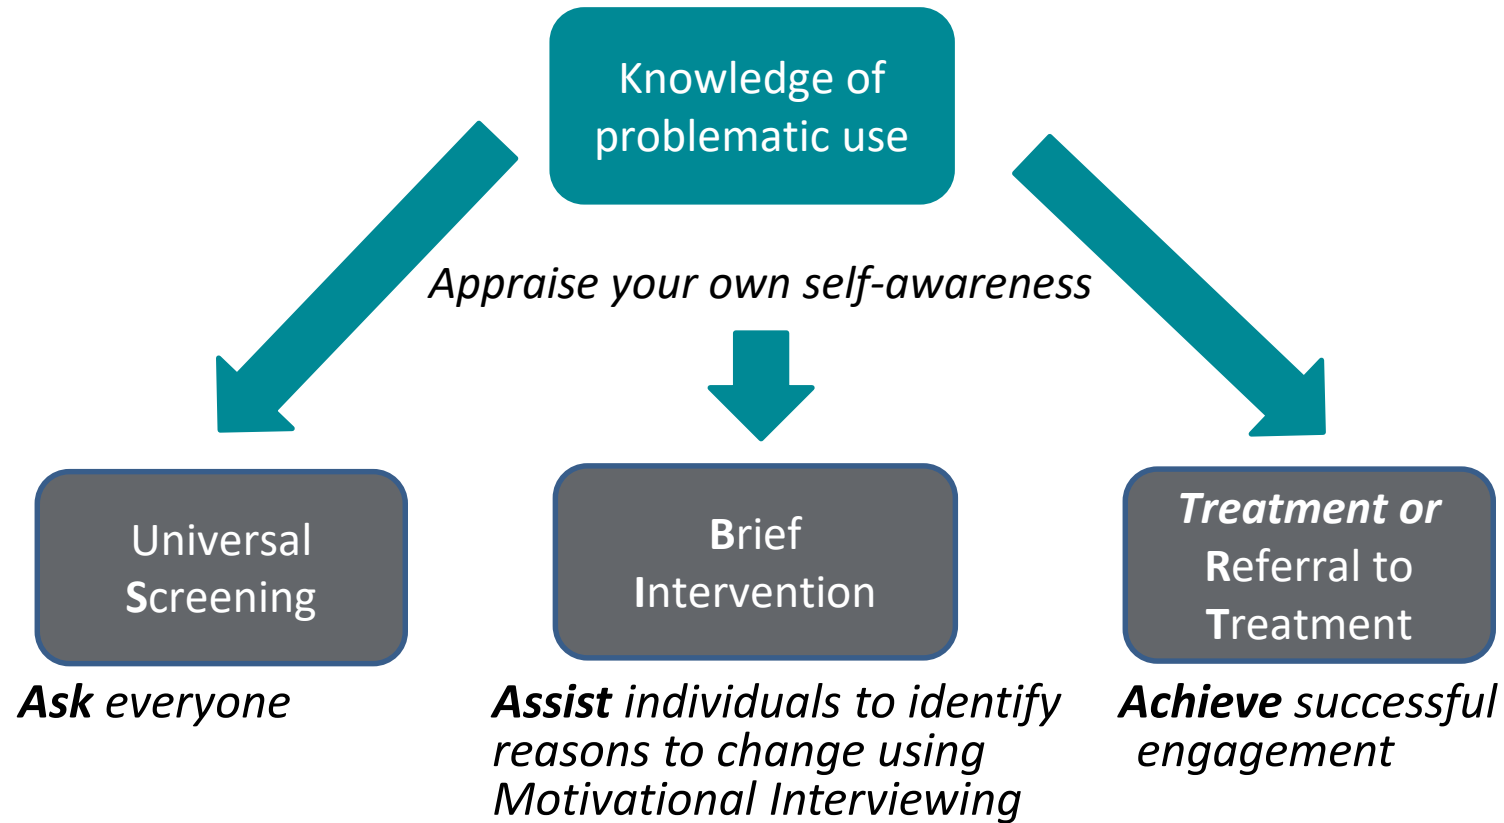 Knowledge of
problematic use
Appraise your own self-awareness
Universal
Screening
Brief
Intervention
Treatment or
Referral to
Treatment
Ask everyone
Assist individuals to identify
reasons to change using
Motivational Interviewing
Achieve successful
engagement